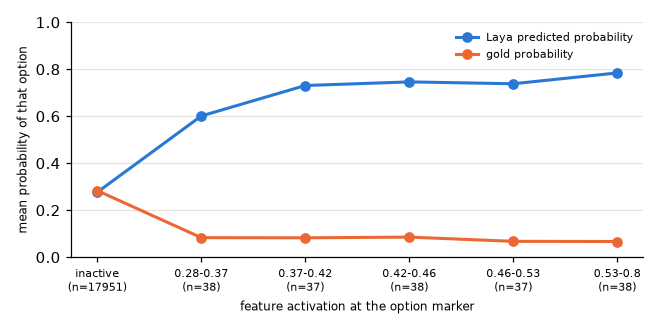 1.0
0.8
0.6
0.4
0.2
0.0
mean probability of that option
Laya predicted probability
gold probability
inactive
(n=17951)
0.28-0.37
(n=38)
0.37-0.42
(n=37)
0.42-0.46
(n=38)
0.46-0.53
(n=37)
0.53-0.8
(n=38)
feature activation at the option marker